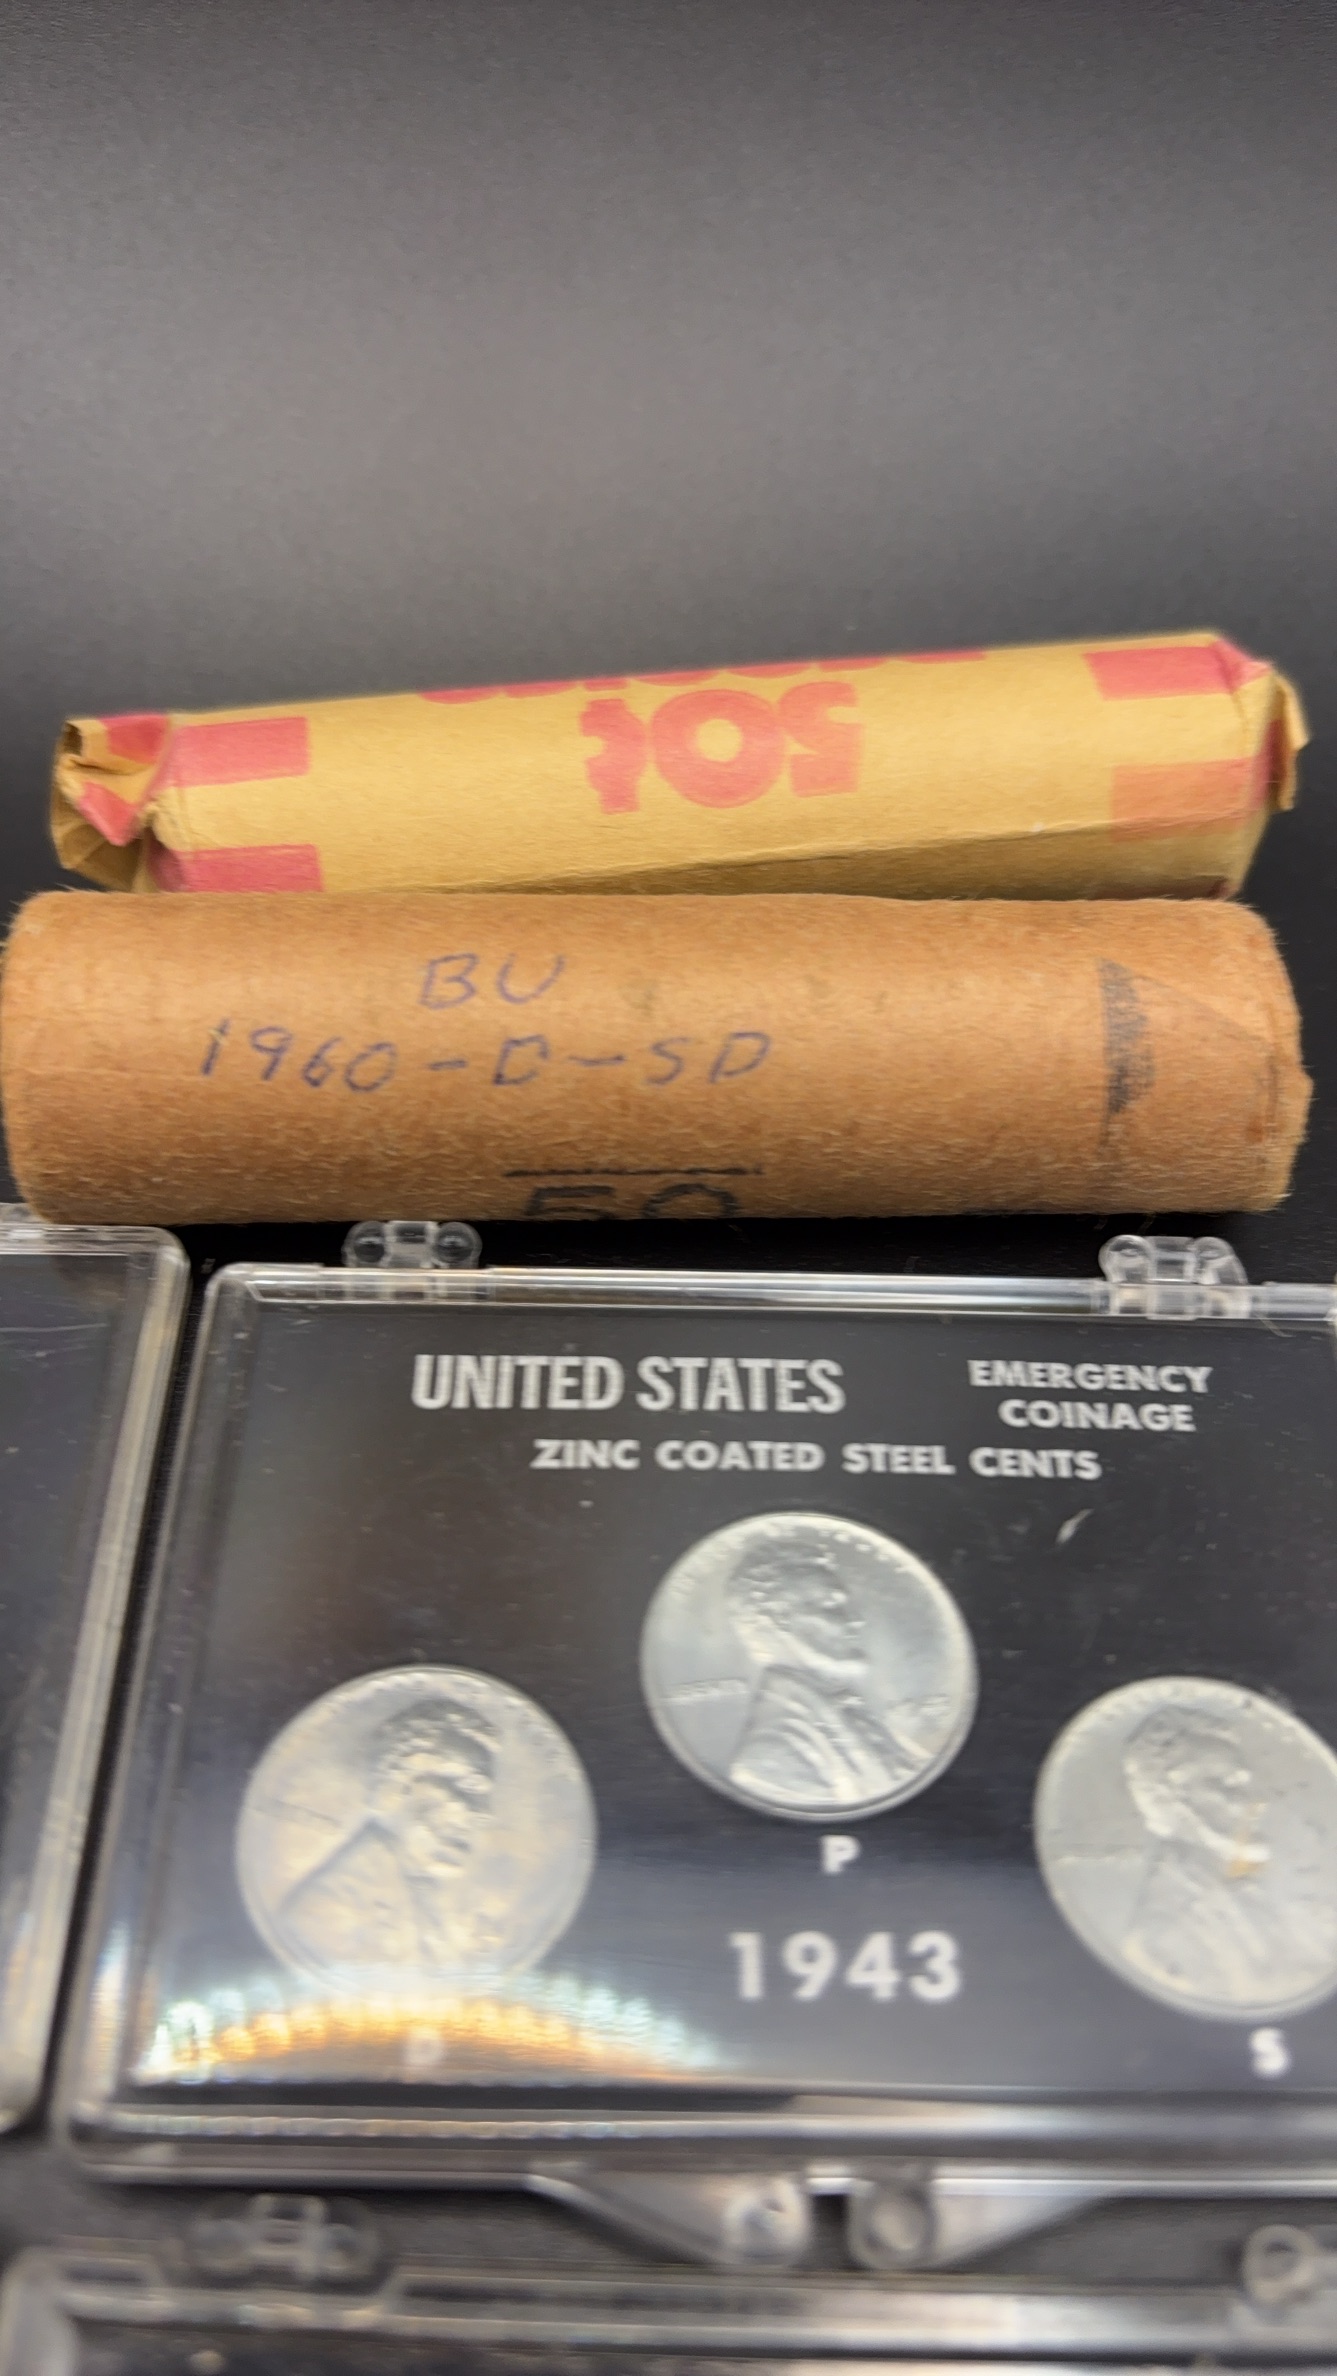 50¢
BU
1960-D-SD
50
UNITED STATES
EMERGENCY
COINAGE
ZINC COATED STEEL CENTS
P
1943
D
S